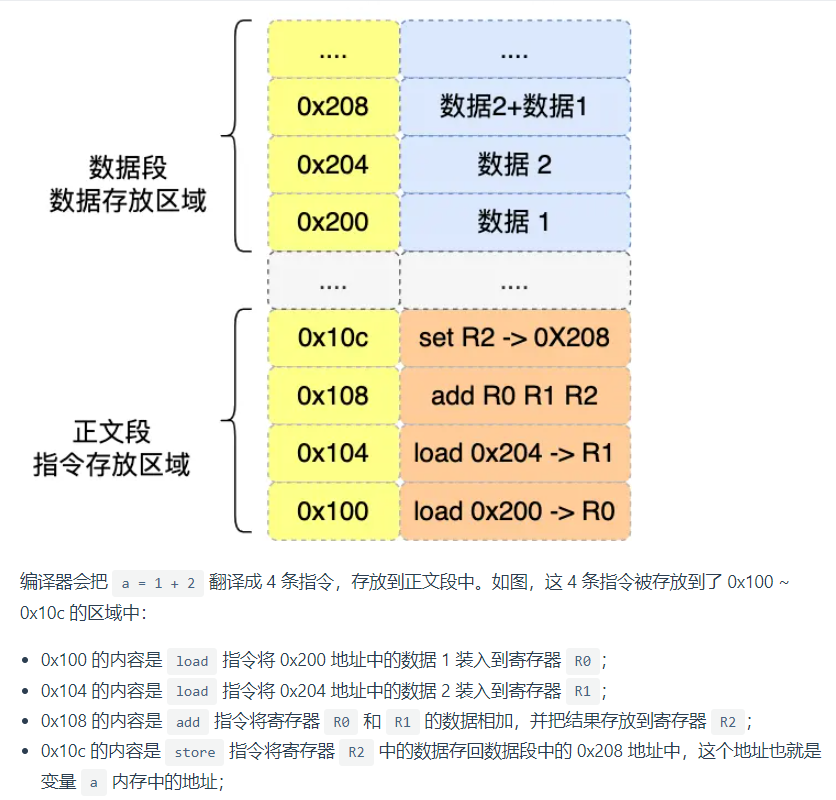 .... ....
0x208 数据2+数据1
数据段
0x204 数据 2
数据存放区域
0x200 数据 1
.... ....
0x10c set R2 -> 0X208
0x108 add R0 R1 R2
正文段
0x104 load 0x204 -> R1
指令存放区域
0x100 load 0x200 -> R0
编译器会把 a = 1 + 2 翻译成 4 条指令，存放到正文段中。如图，这 4 条指令被存放到了 0x100 ~
0x10c 的区域中：
• 0x100 的内容是 load 指令将 0x200 地址中的数据 1 装入到寄存器 R0 ；
• 0x104 的内容是 load 指令将 0x204 地址中的数据 2 装入到寄存器 R1 ；
• 0x108 的内容是 add 指令将寄存器 R0 和 R1 的数据相加，并把结果存放到寄存器 R2 ；
• 0x10c 的内容是 store 指令将寄存器 R2 中的数据存回数据段中的 0x208 地址中，这个地址也就是
变量 a 内存中的地址；